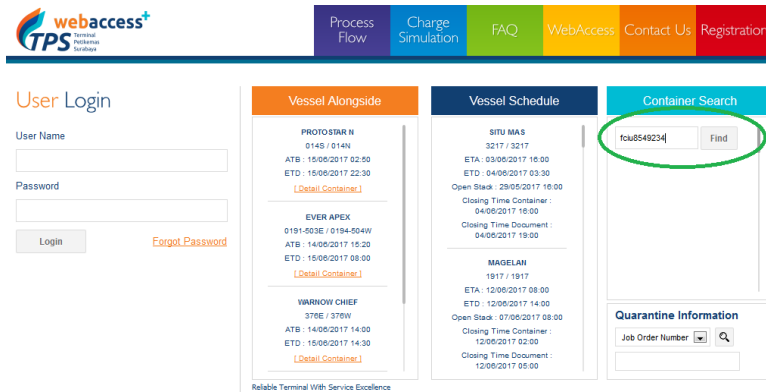 webaccess+
TPS Terminal
Petikemas
Surabaya
Process
Flow
Charge
Simulation
FAQ
WebAccess
Contact Us
Registration
User Login
User Name
Password
Login
Forgot Password
Vessel Alongside
PROTOSTAR N
014S / 014N
ATB : 15/06/2017 02:50
ETD : 15/06/2017 22:30
[ Detail Container ]
EVER APEX
0191-503E / 0194-504W
ATB : 14/06/2017 15:20
ETD : 15/06/2017 08:00
[ Detail Container ]
WARNOW CHIEF
376E / 376W
ATB : 14/06/2017 14:00
ETD : 15/06/2017 14:30
[ Detail Container ]
Reliable Terminal With Service Excellence
Vessel Schedule
SITU MAS
3217 / 3217
ETA : 03/06/2017 16:00
ETD : 04/06/2017 03:30
Open Stack : 29/05/2017 16:00
Closing Time Container :
04/06/2017 16:00
Closing Time Document :
04/06/2017 19:00
MAGELAN
1917 / 1917
ETA : 12/06/2017 08:00
ETD : 12/06/2017 14:00
Open Stack : 07/06/2017 08:00
Closing Time Container :
12/06/2017 02:00
Closing Time Document :
12/06/2017 05:00
Container Search
fciu8549234
Find
Quarantine Information
Job Order Number